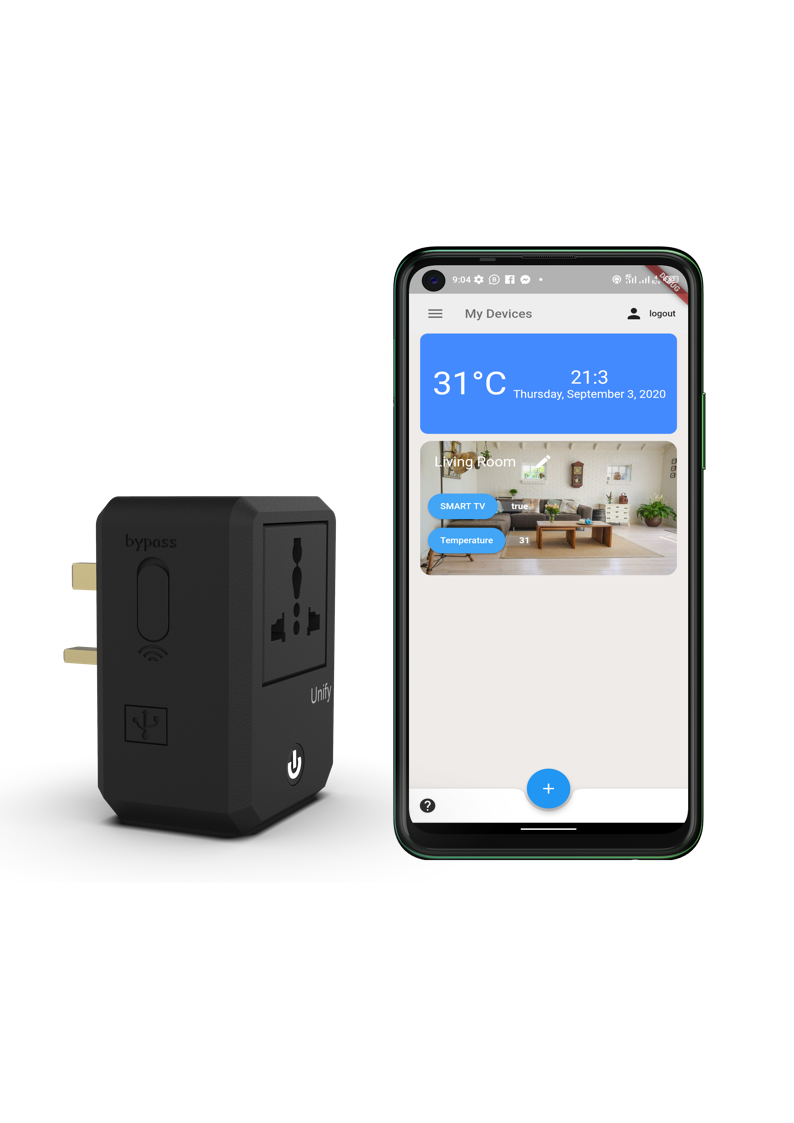 bypass
Unify
9:04
DEBUG
My Devices
logout
31°C
21:3
Thursday, September 3, 2020
Living Room
SMART TV
true
Temperature
31